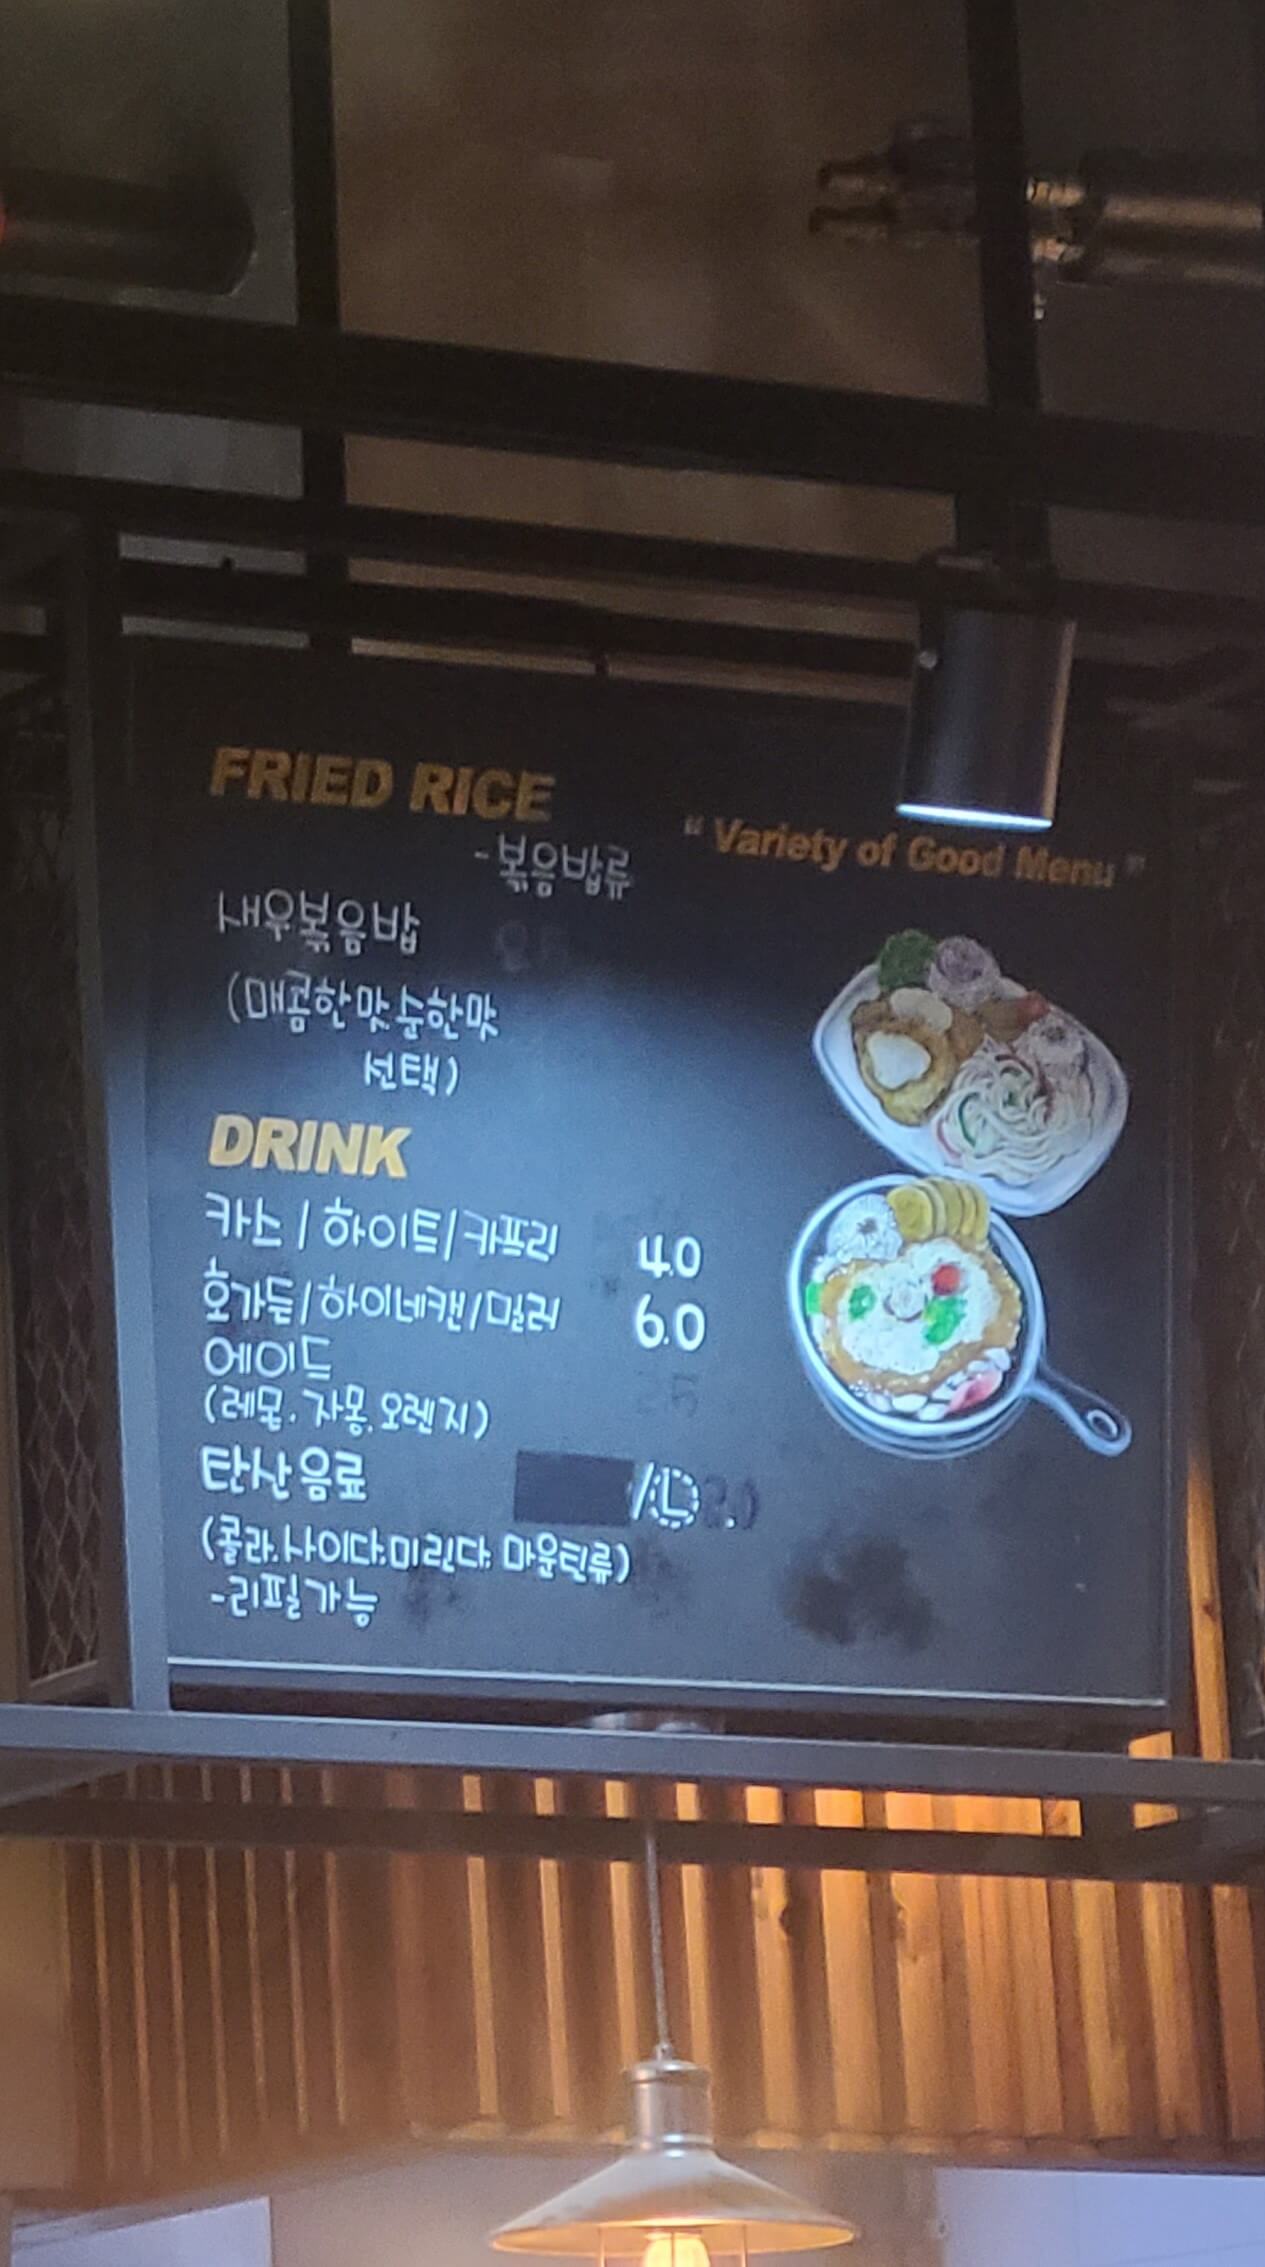 FRIED RICE
-볶음밥류
" Variety of Good Menu "
새우볶음밥
(매콤한맛 순한맛
선택)
DRINK
카스 / 하이트/ 카프리 4.0
호가든/하이네캔/밀러 6.0
에이드
(레몬. 자몽. 오렌지)
탄산음료 /L
(콜라.사이다.미린다. 마운틴류)
-리필가능